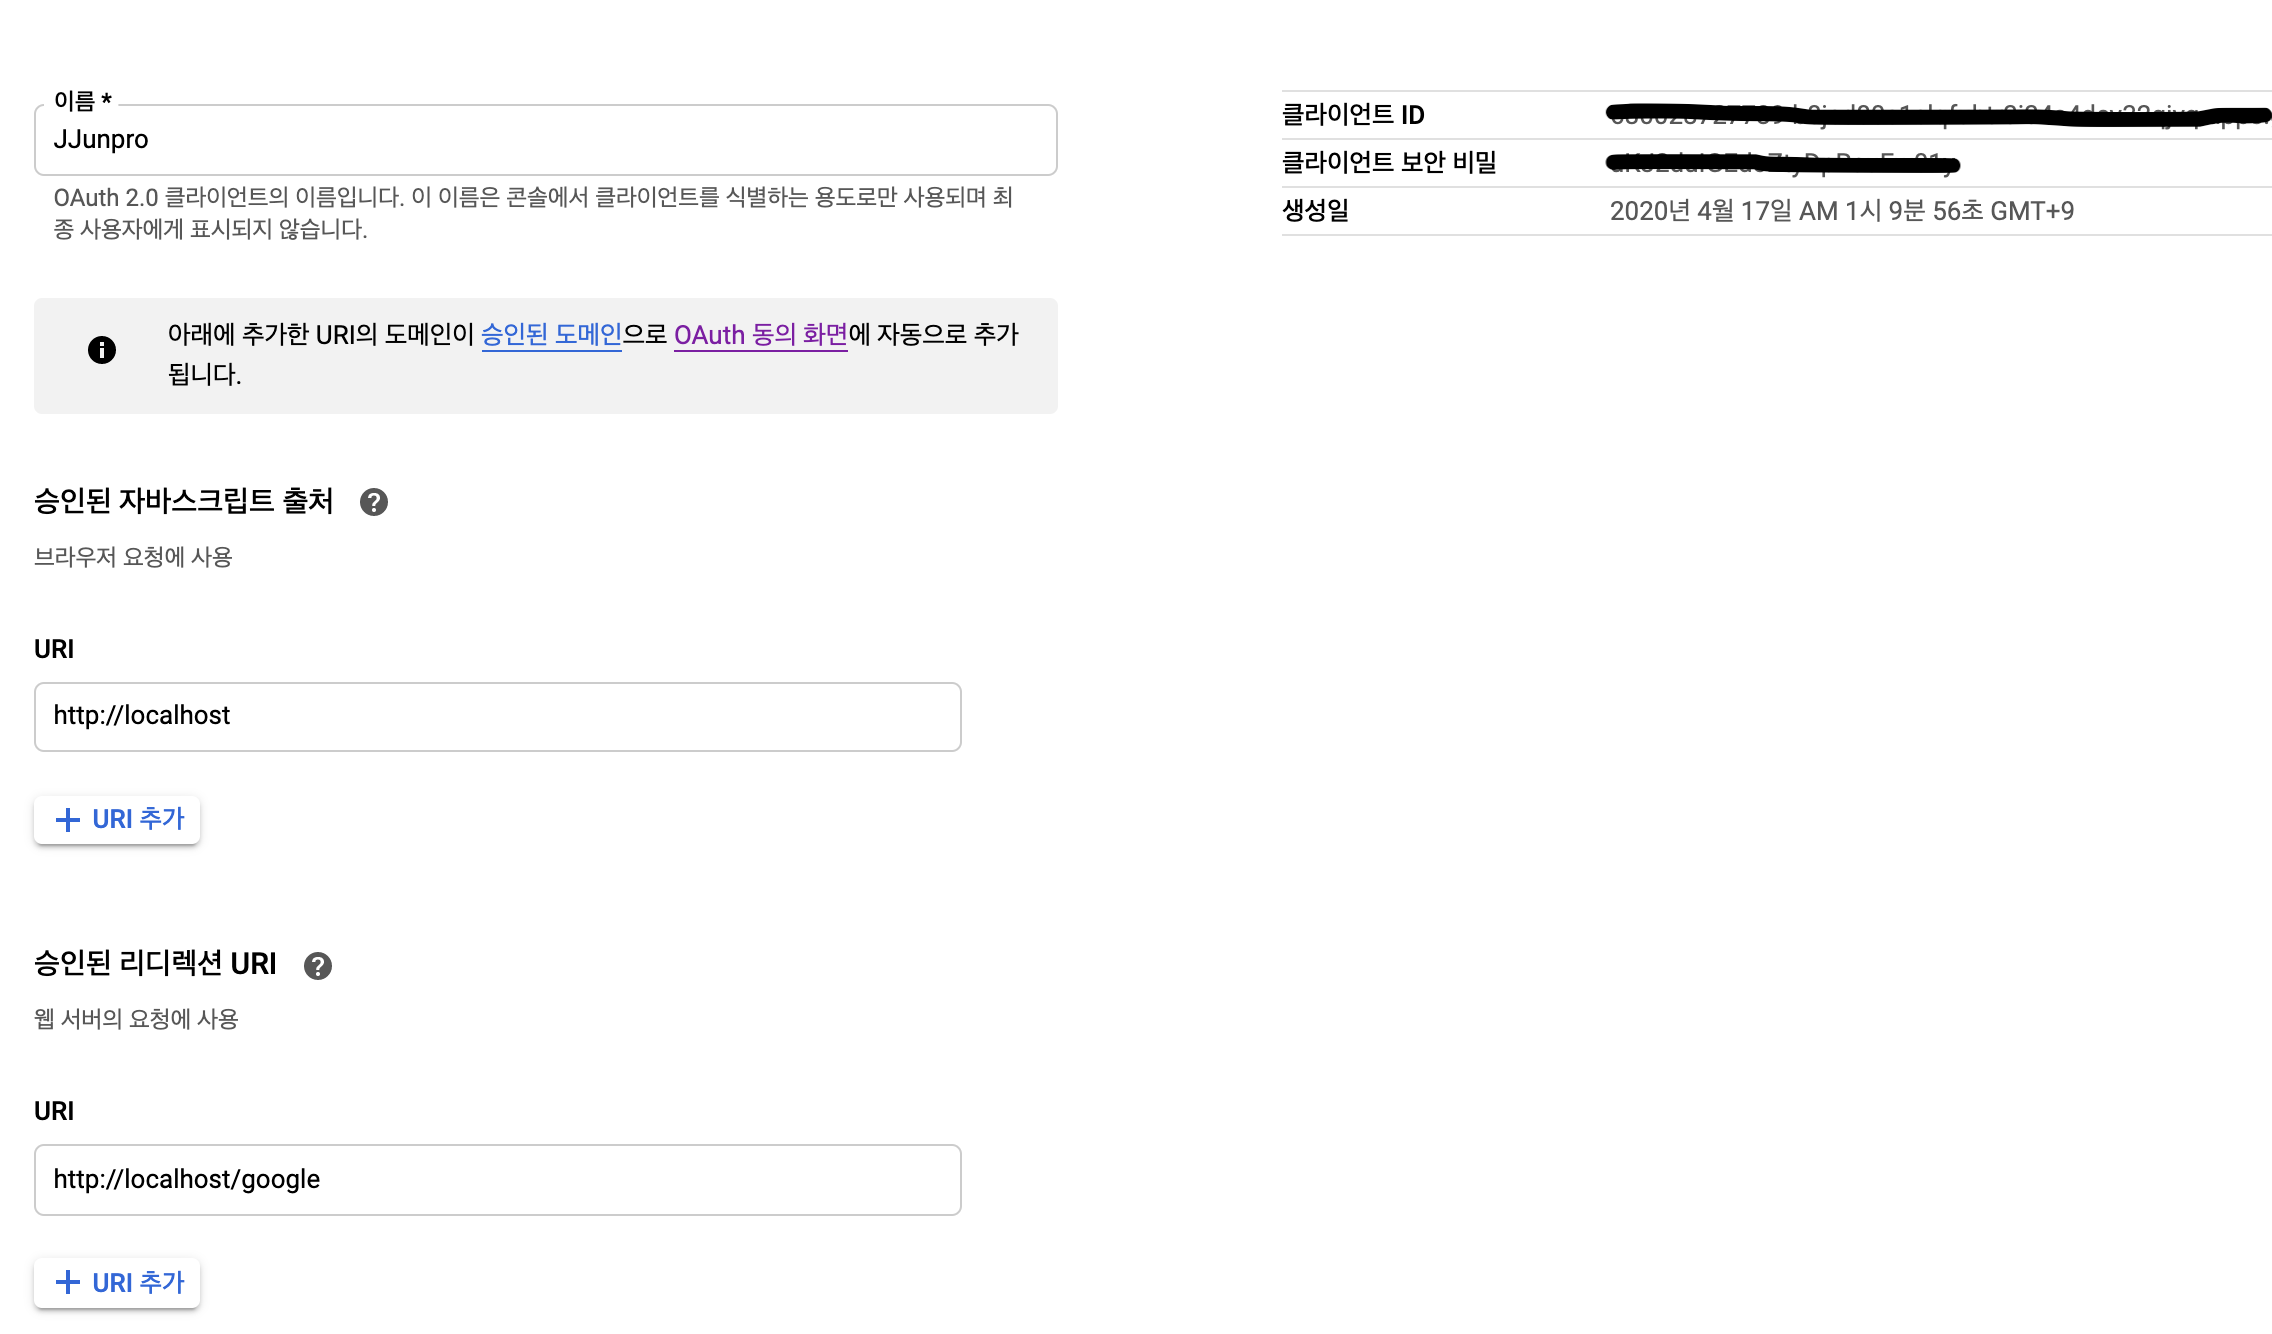 이름 *
JJunpro
OAuth 2.0 클라이언트의 이름입니다. 이 이름은 콘솔에서 클라이언트를 식별하는 용도로만 사용되며 최
종 사용자에게 표시되지 않습니다.
아래에 추가한 URI의 도메인이 승인된 도메인으로 OAuth 동의 화면에 자동으로 추가
됩니다.
승인된 자바스크립트 출처
브라우저 요청에 사용
URI
http://localhost
URI 추가
승인된 리디렉션 URI
웹 서버의 요청에 사용
URI
http://localhost/google
URI 추가
클라이언트 ID
클라이언트 보안 비밀
생성일 2020년 4월 17일 AM 1시 9분 56초 GMT+9